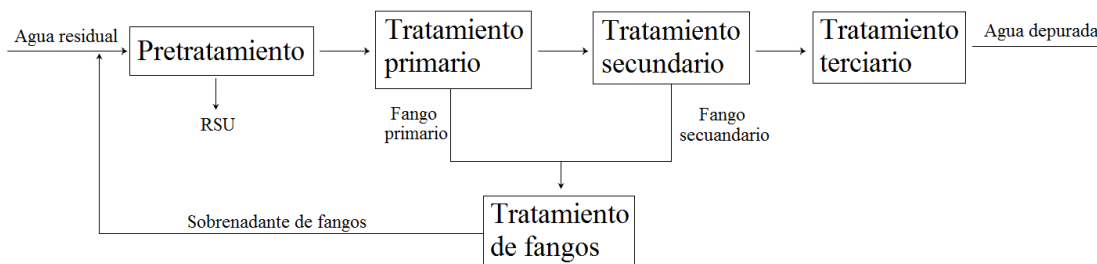 Agua residual
Pretratamiento
RSU
Tratamiento
primario
Tratamiento
secundario
Tratamiento
terciario
Agua depurada
Fango
primario
Fango
secuandario
Sobrenadante de fangos
Tratamiento
de fangos